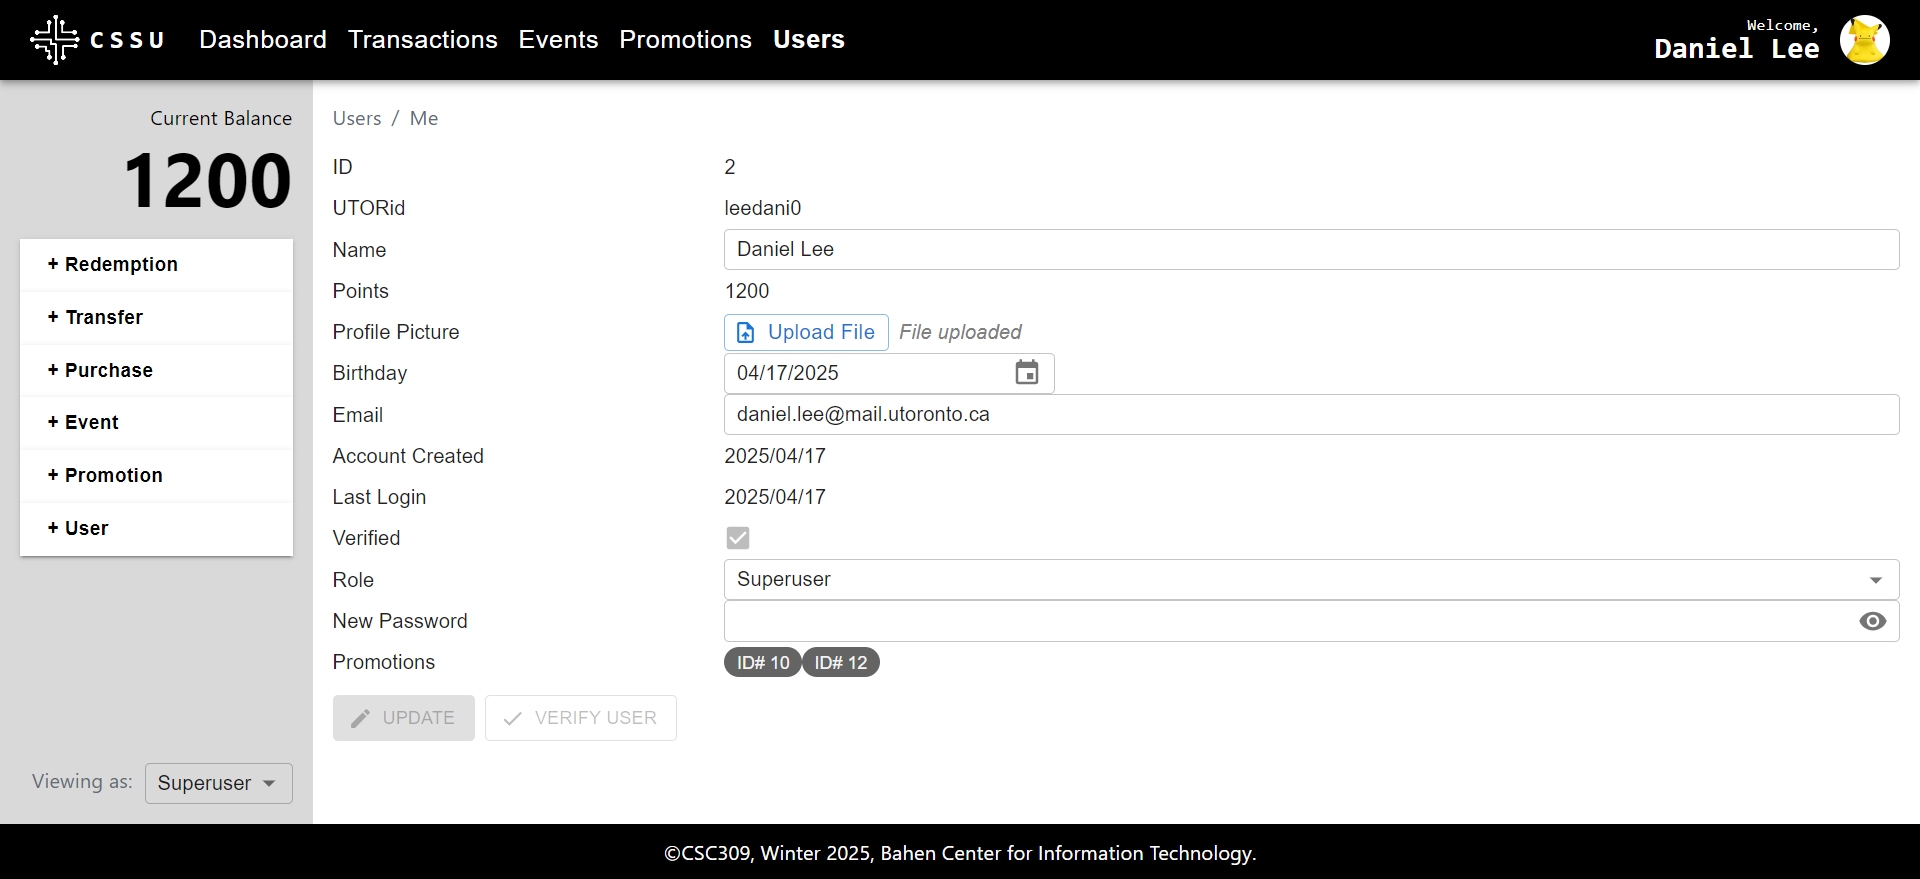 CSSU Dashboard Transactions Events Promotions Users
Welcome,
Daniel Lee
Current Balance
1200
+ Redemption
+ Transfer
+ Purchase
+ Event
+ Promotion
+ User
Viewing as: Superuser
Users / Me
ID 2
UTORid leedani0
Name Daniel Lee
Points 1200
Profile Picture Upload File File uploaded
Birthday 04/17/2025
Email daniel.lee@mail.utoronto.ca
Account Created 2025/04/17
Last Login 2025/04/17
Verified
Role Superuser
New Password
Promotions ID# 10 ID# 12
UPDATE VERIFY USER
©CSC309, Winter 2025, Bahen Center for Information Technology.